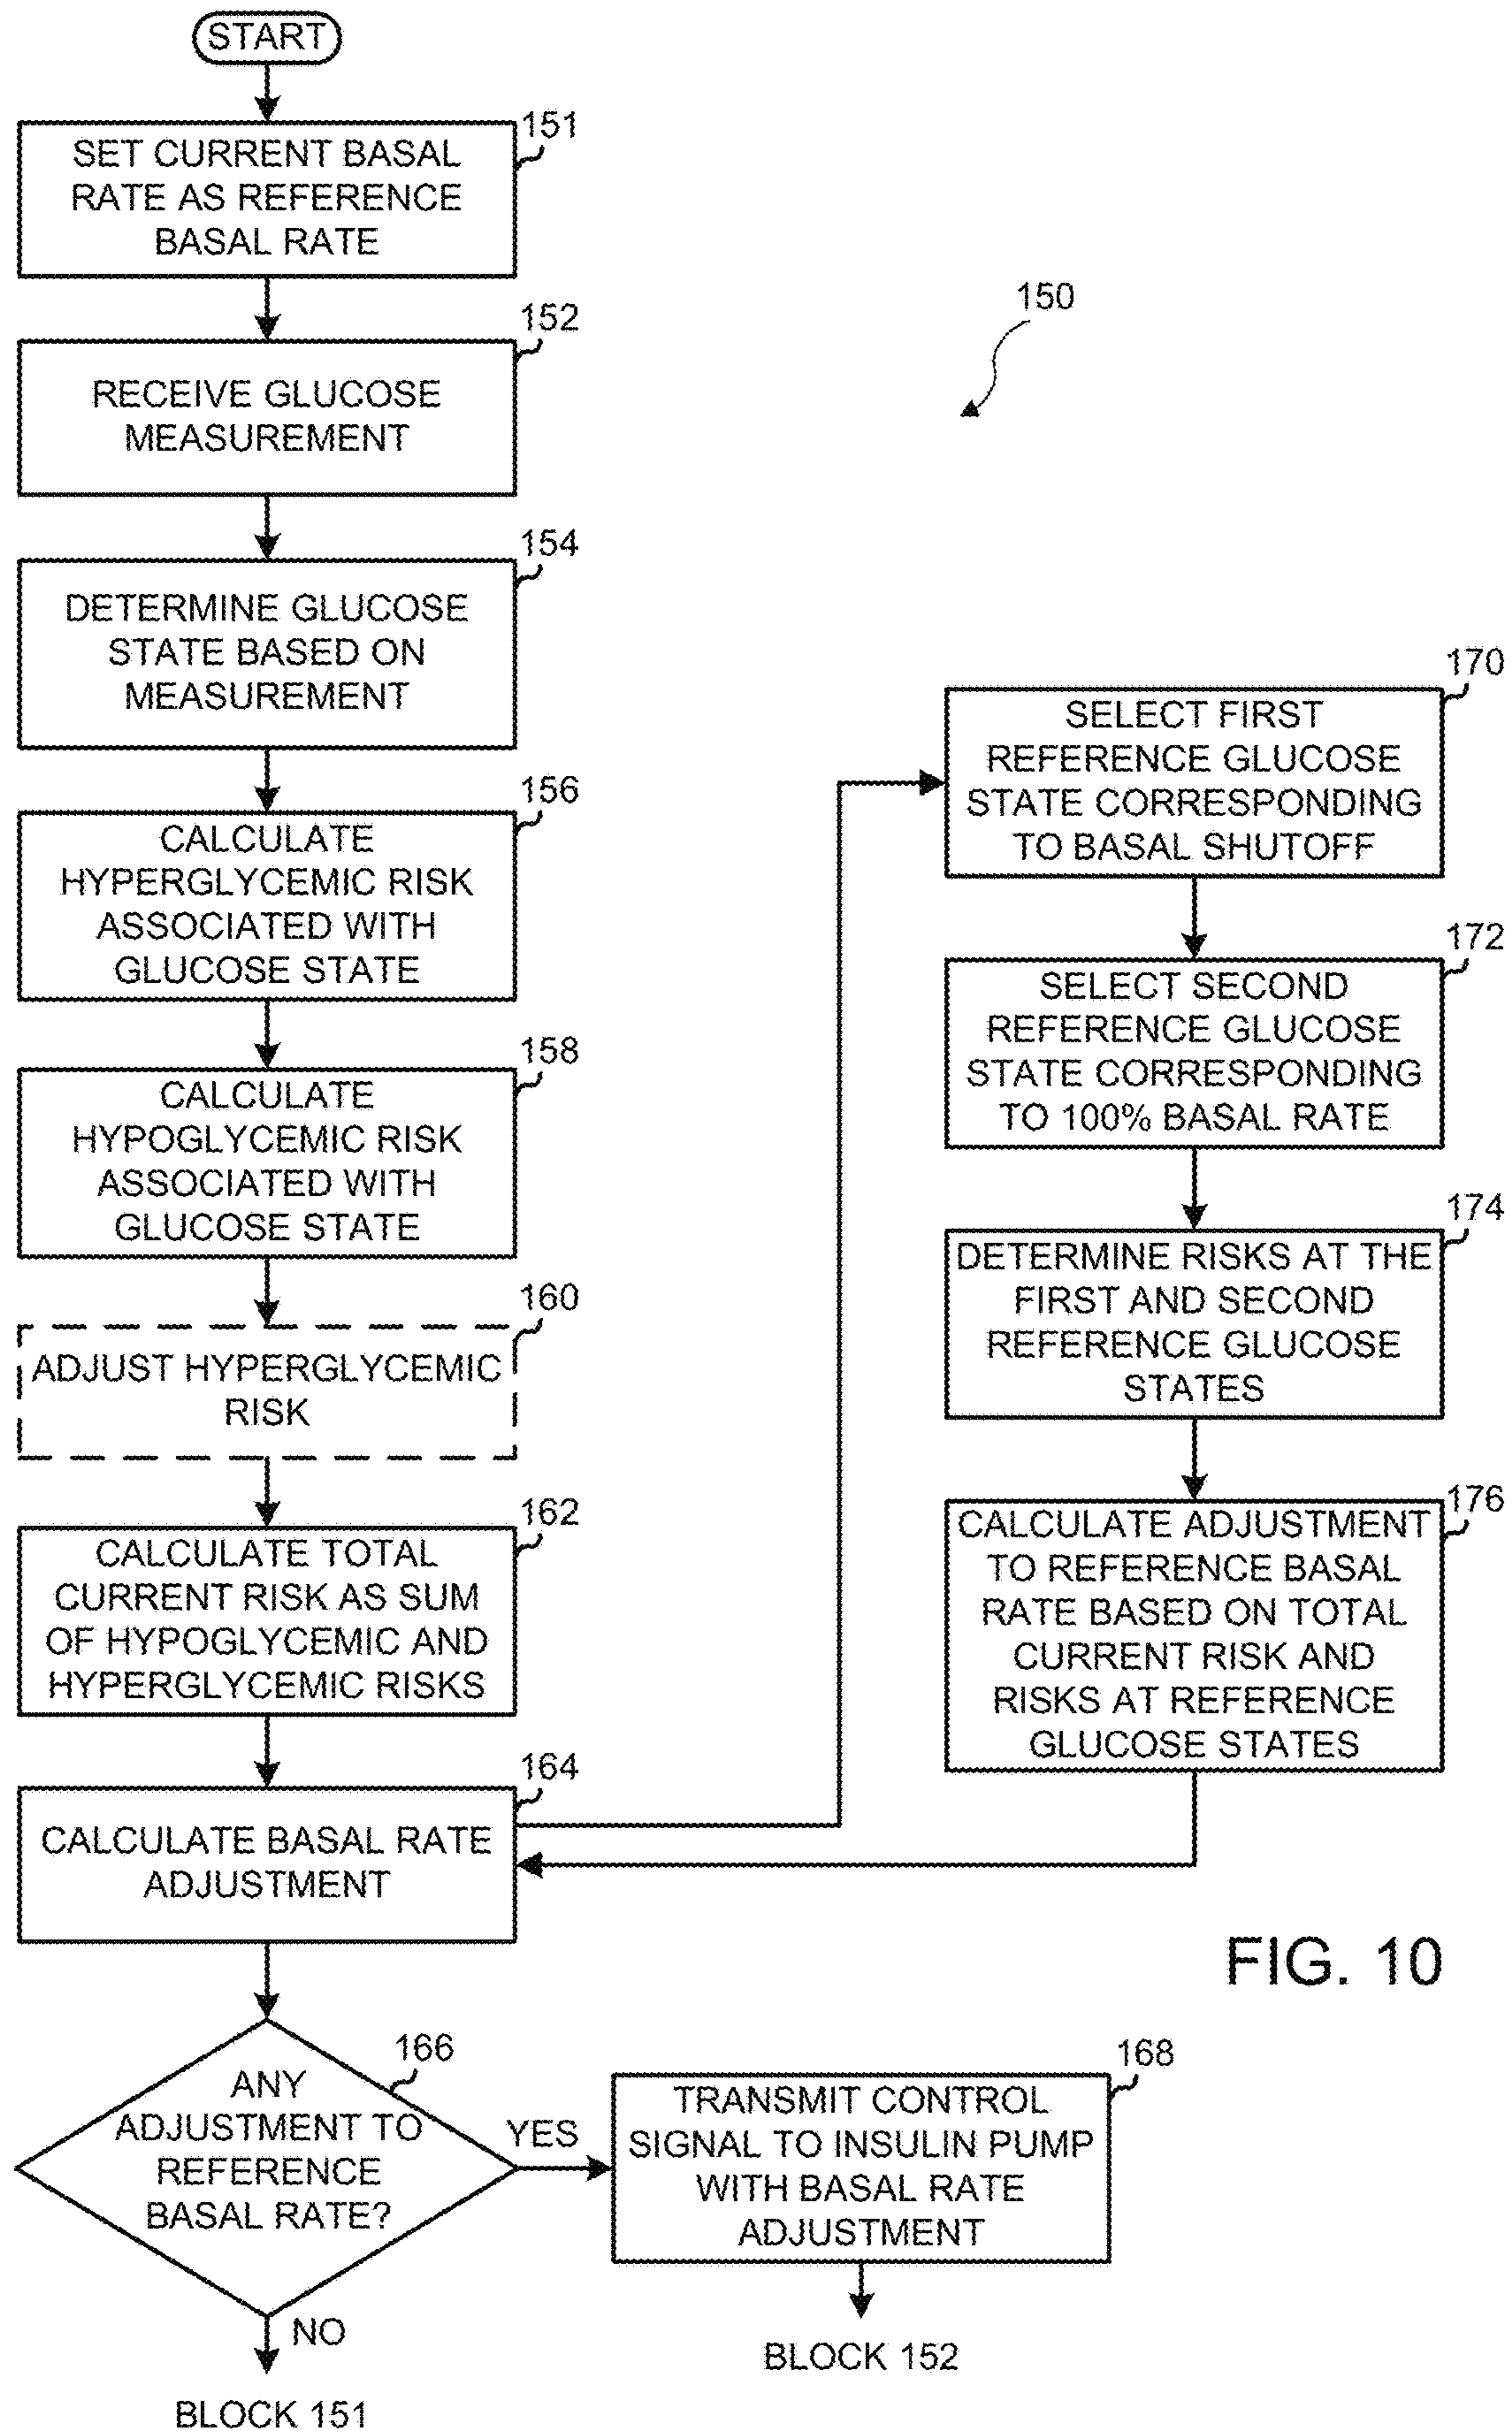 START
151
SET CURRENT BASAL
RATE AS REFERENCE
BASAL RATE
152
RECEIVE GLUCOSE
MEASUREMENT
154
DETERMINE GLUCOSE
STATE BASED ON
MEASUREMENT
156
CALCULATE
HYPERGLYCEMIC RISK
ASSOCIATED WITH
GLUCOSE STATE
158
CALCULATE
HYPOGLYCEMIC RISK
ASSOCIATED WITH
GLUCOSE STATE
160
ADJUST HYPERGLYCEMIC
RISK
162
CALCULATE TOTAL
CURRENT RISK AS SUM
OF HYPOGLYCEMIC AND
HYPERGLYCEMIC RISKS
164
CALCULATE BASAL RATE
ADJUSTMENT
166
ANY
ADJUSTMENT TO
REFERENCE
BASAL RATE?
YES
NO
BLOCK 151
168
TRANSMIT CONTROL
SIGNAL TO INSULIN PUMP
WITH BASAL RATE
ADJUSTMENT
BLOCK 152
150
170
SELECT FIRST
REFERENCE GLUCOSE
STATE CORRESPONDING
TO BASAL SHUTOFF
172
SELECT SECOND
REFERENCE GLUCOSE
STATE CORRESPONDING
TO 100% BASAL RATE
174
DETERMINE RISKS AT THE
FIRST AND SECOND
REFERENCE GLUCOSE
STATES
176
CALCULATE ADJUSTMENT
TO REFERENCE BASAL
RATE BASED ON TOTAL
CURRENT RISK AND
RISKS AT REFERENCE
GLUCOSE STATES
FIG. 10